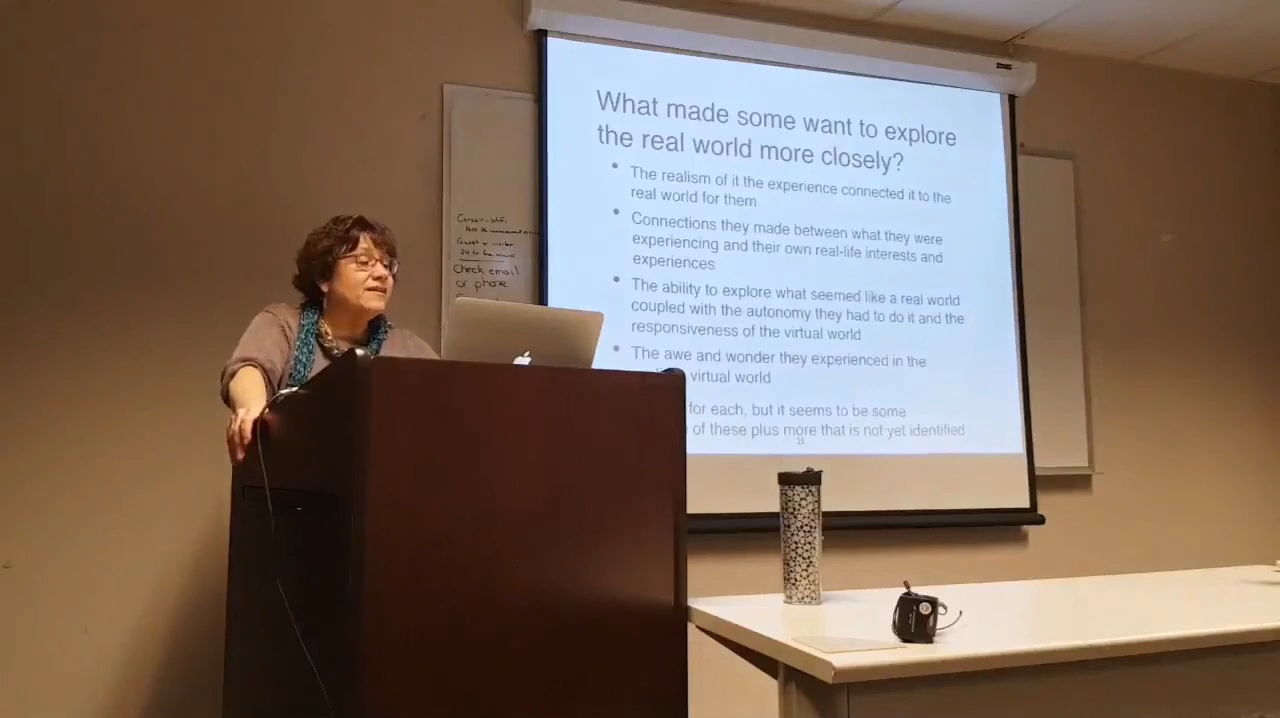 What made some want to explore
the real world more closely?
• The realism of it the experience connected it to the
real world for them
• Connections they made between what they were
experiencing and their own real-life interests and
experiences
• The ability to explore what seemed like a real world
coupled with the autonomy they had to do it and the
responsiveness of the virtual world
• The awe and wonder they experienced in the
virtual world
for each, but it seems to be some
of these plus more that is not yet identified
Check email
or phone